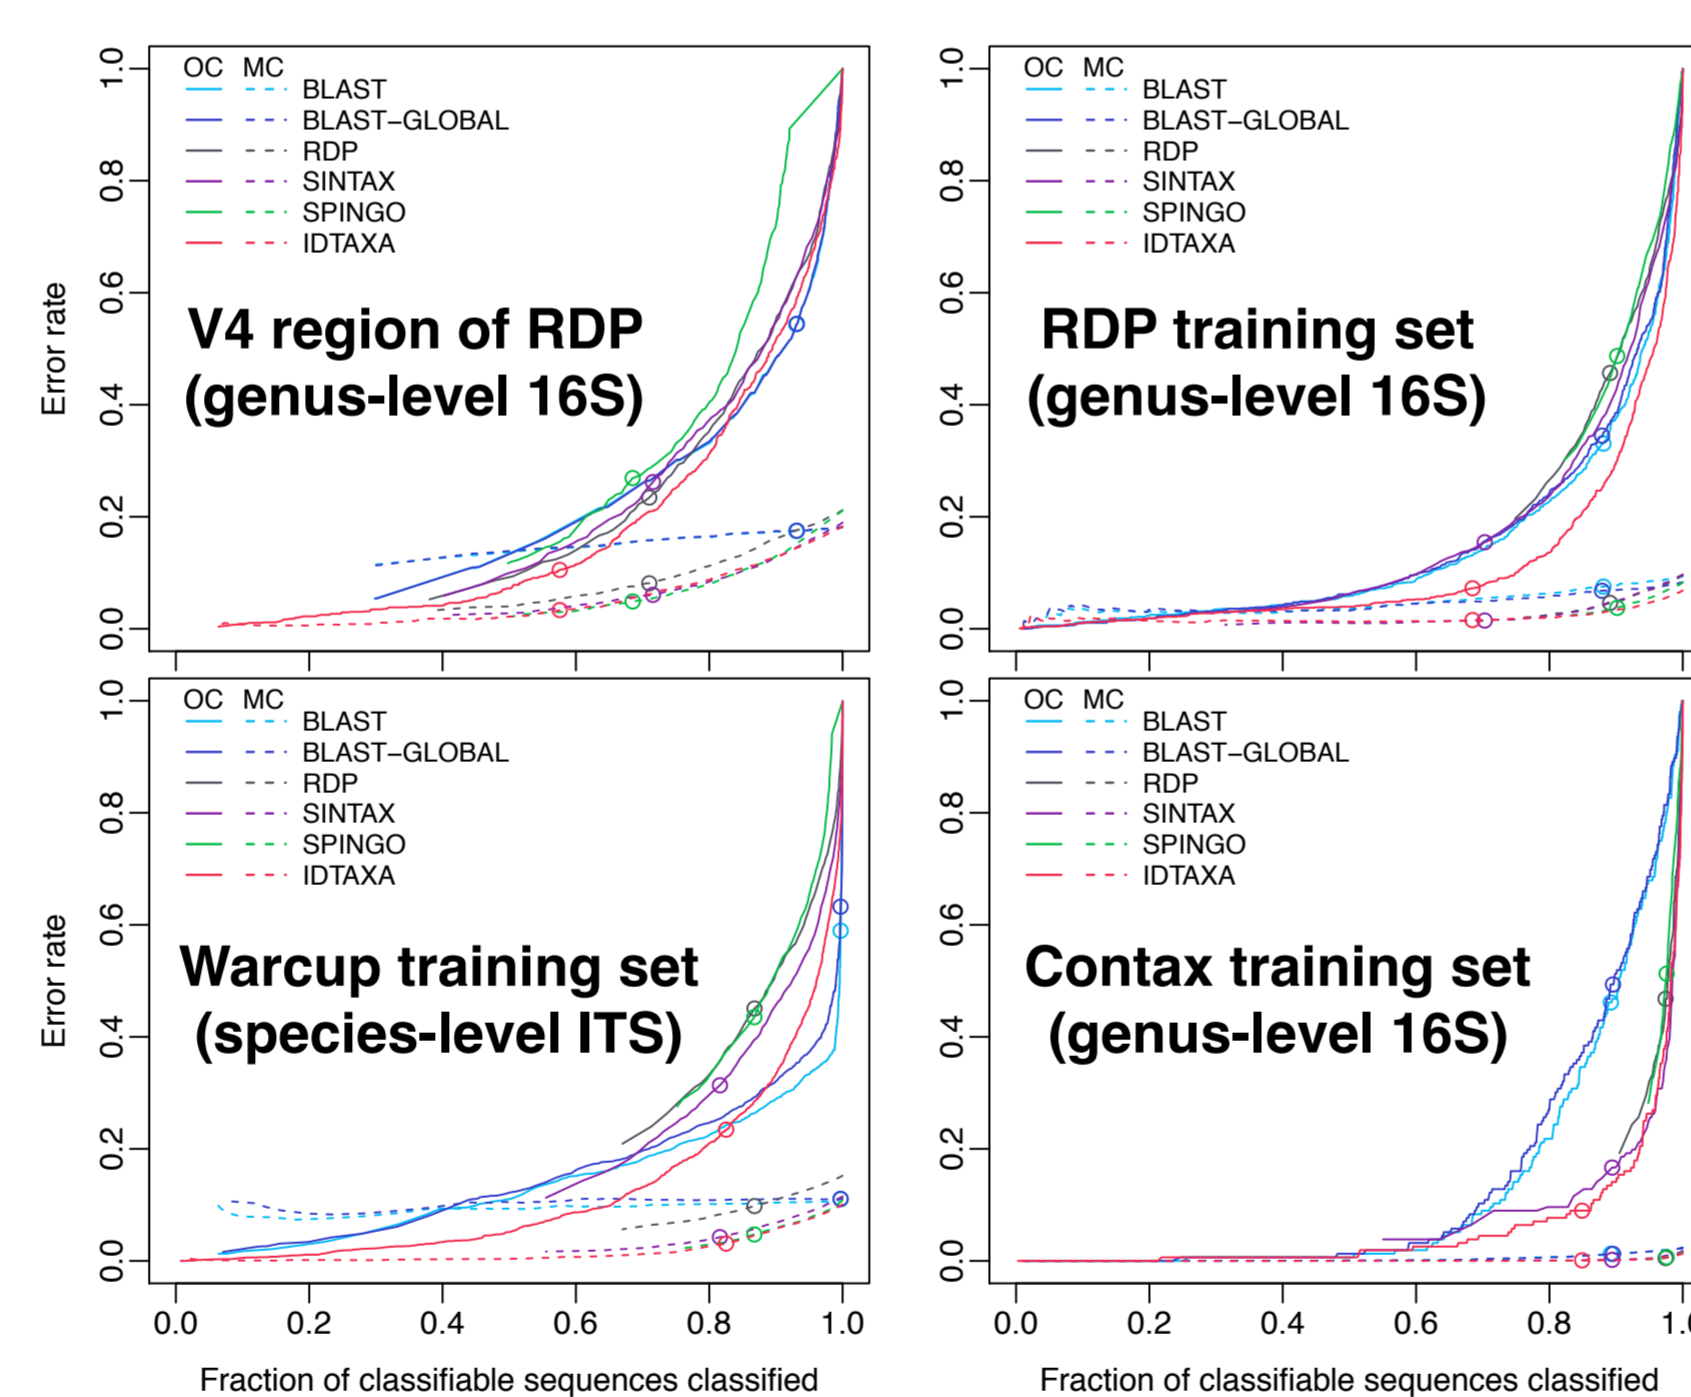 OC MC
BLAST
BLAST−GLOBAL
RDP
SINTAX
SPINGO
IDTAXA
V4 region of RDP
(genus-level 16S)
Error rate
0.0 0.2 0.4 0.6 0.8 1.0
OC MC
BLAST
BLAST−GLOBAL
RDP
SINTAX
SPINGO
IDTAXA
RDP training set
(genus-level 16S)
0.0 0.2 0.4 0.6 0.8 1.0
OC MC
BLAST
BLAST−GLOBAL
RDP
SINTAX
SPINGO
IDTAXA
Warcup training set
(species-level ITS)
Error rate
0.0 0.2 0.4 0.6 0.8 1.0
0.0 0.2 0.4 0.6 0.8 1.0
Fraction of classifiable sequences classified
OC MC
BLAST
BLAST−GLOBAL
RDP
SINTAX
SPINGO
IDTAXA
Contax training set
(genus-level 16S)
0.0 0.2 0.4 0.6 0.8 1.0
0.0 0.2 0.4 0.6 0.8
Fraction of classifiable sequences classified